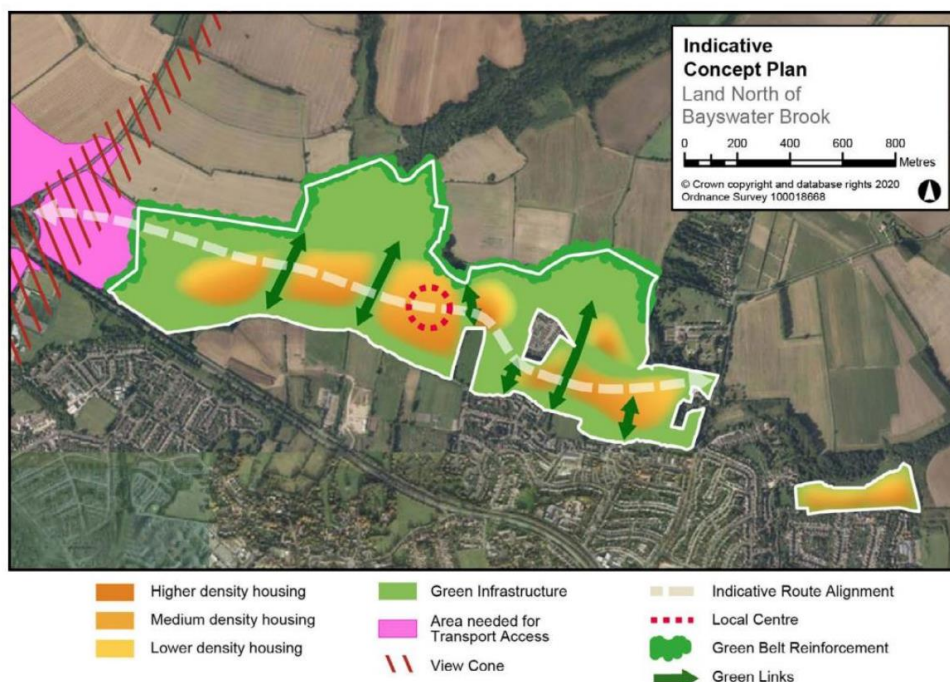 Indicative
Concept Plan
Land North of
Bayswater Brook
0 200 400 600 800
Metres
© Crown copyright and database rights 2020
Ordnance Survey 100018668
Higher density housing
Medium density housing
Lower density housing
Green Infrastructure
Area needed for
Transport Access
View Cone
Indicative Route Alignment
Local Centre
Green Belt Reinforcement
Green Links